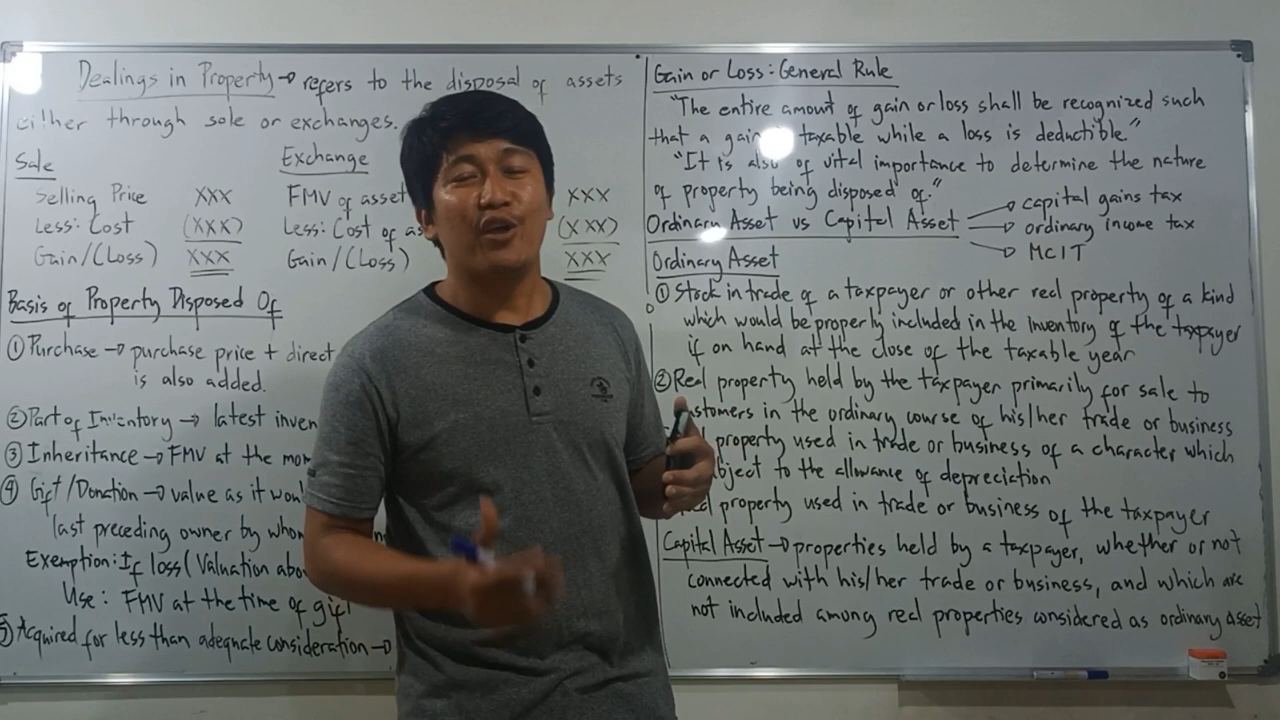 Dealings in Property → refers to the disposal of assets
either through sale or exchanges.
Sale
Selling Price XXX
Less: Cost (XXX)
Gain/(Loss) XXX
Exchange
FMV of asset XXX
Less: Cost of (XXX)
Gain/(Loss) XXX
Basis of Property Disposed Of
① Purchase → purchase price + direct
is also added.
② Part of Inventory → latest
③ Inheritance → FMV at the
④ Gift/Donation → value as it
last preceding owner by
Exemption: If loss (Valuation
Use: FMV at the time of gift
⑤ Acquired for less than adequate consideration →
Gain or Loss: General Rule
"The entire amount of gain or loss shall be recognized such
that a gain taxable while a loss is deductible"
"It is also of vital importance to determine the nature
of property being disposed of."
Ordinary Asset vs Capital Asset → capital gains tax
→ ordinary income tax
→ MCIT
Ordinary Asset
① Stock in trade of a taxpayer or other real property of a kind
which would be properly included in the inventory of the taxpayer
if on hand at the close of the taxable year
② Real property held by the taxpayer primarily for sale to
customers in the ordinary course of his/her trade or business
property used in trade or business of a character which
to the allowance of depreciation
property used in trade or business of the taxpayer
Capital Asset → properties held by a taxpayer, whether or not
connected with his/her trade or business, and which are
not included among real properties considered as ordinary asset